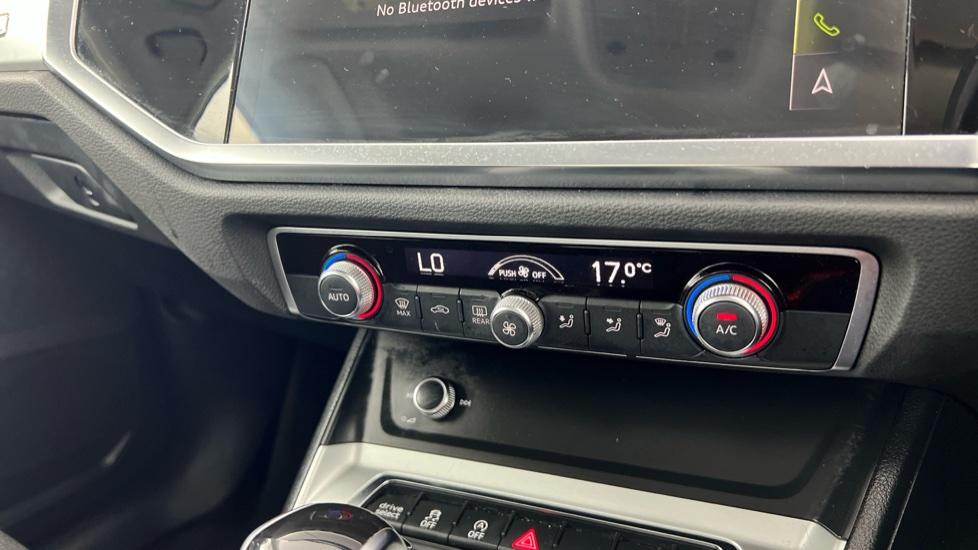 No Bluetooth devices
LO
PUSH OFF
17.0°C
AUTO
MAX
REAR
A/C
drive
select
OFF
OFF